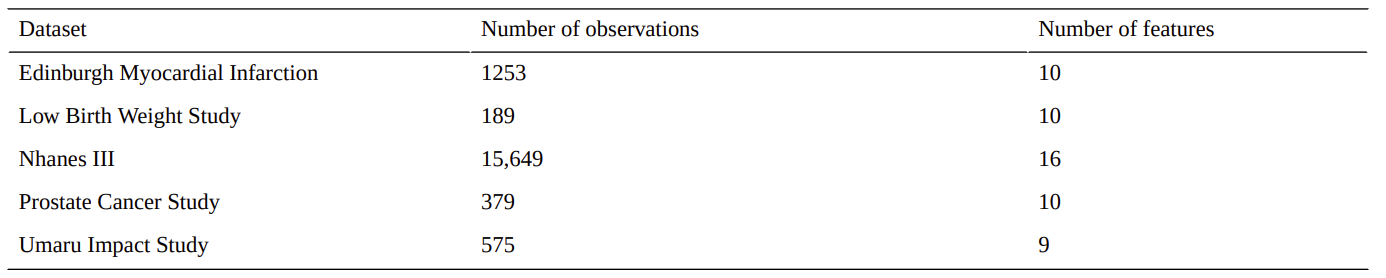 Dataset Number of observations Number of features
Edinburgh Myocardial Infarction 1253 10
Low Birth Weight Study 189 10
Nhanes III 15,649 16
Prostate Cancer Study 379 10
Umaru Impact Study 575 9